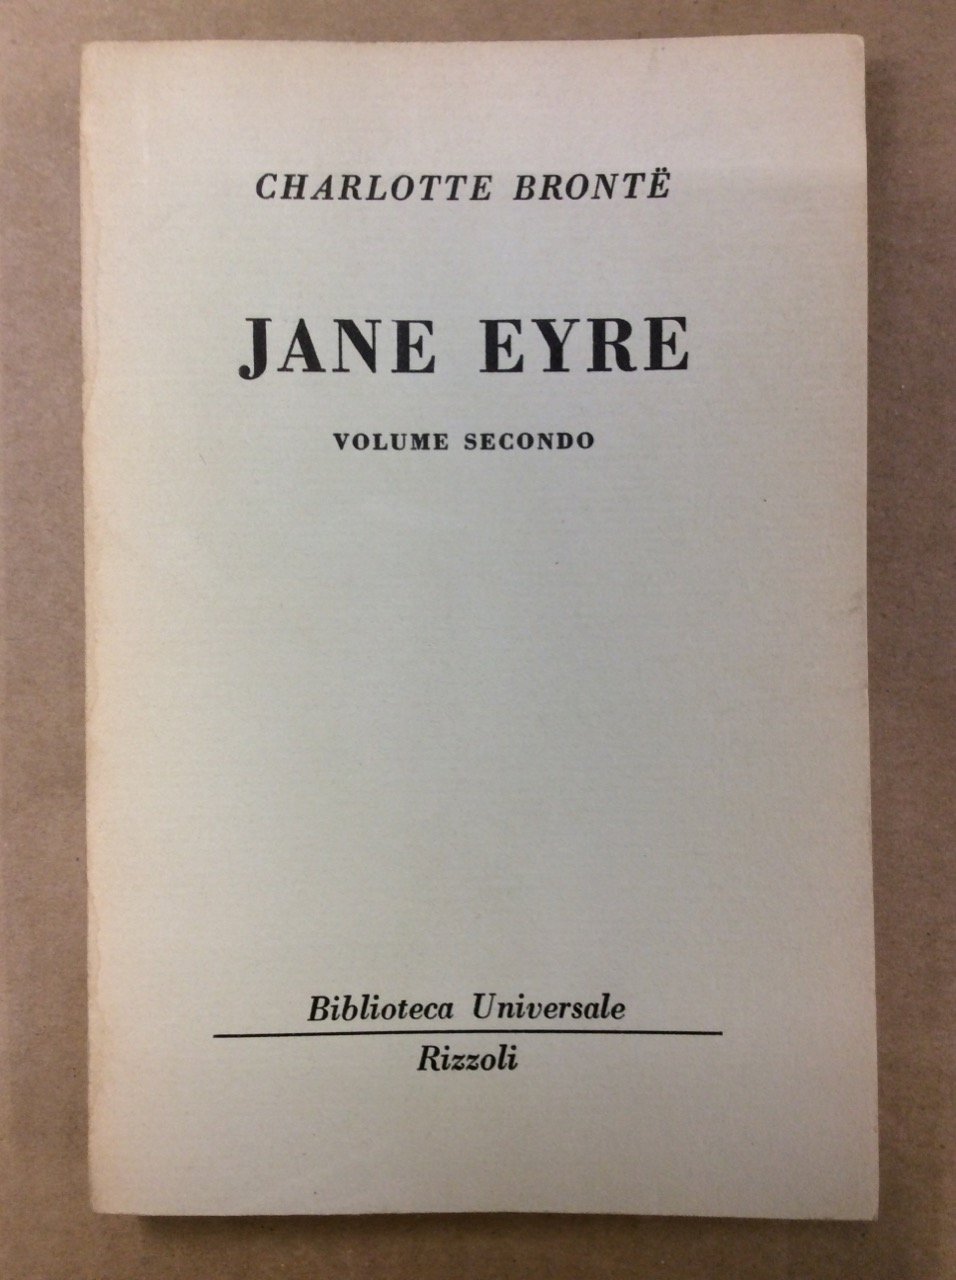 CHARLOTTE BRONTË
JANE EYRE
VOLUME SECONDO
Biblioteca Universale
Rizzoli